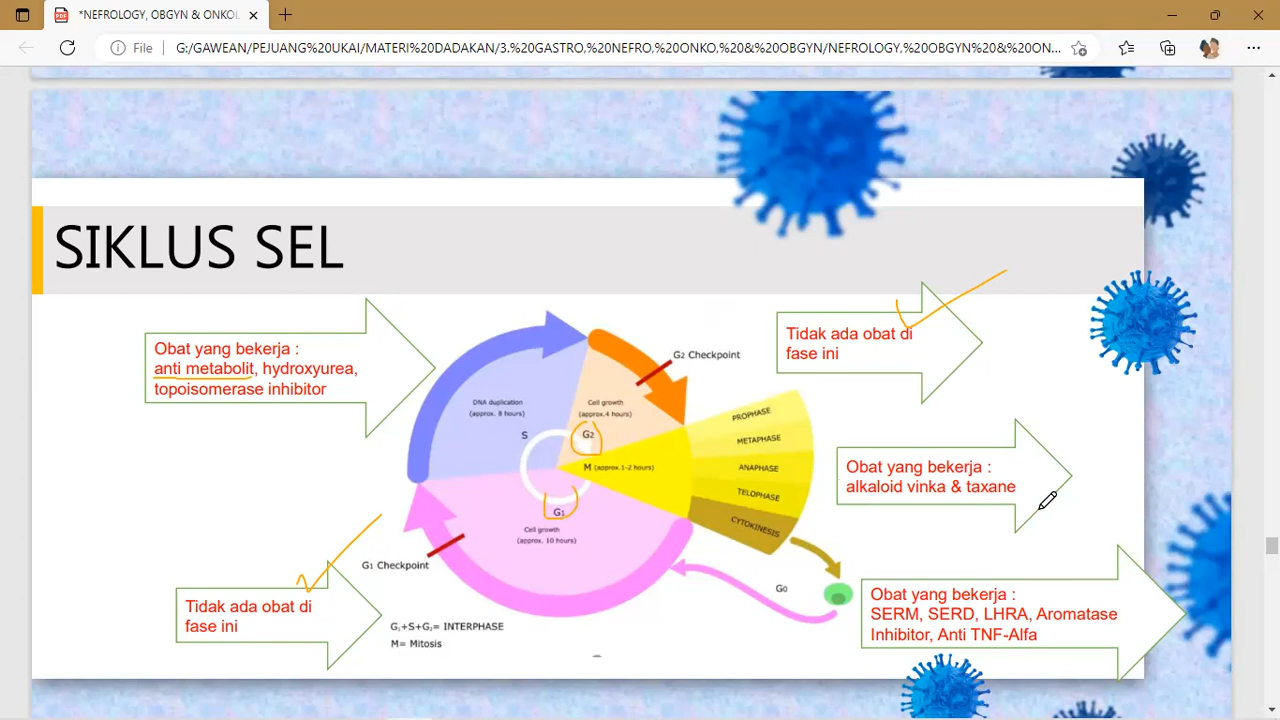 *NEFROLOGY, OBGYN & ONKOL
File
G:/GAWEAN/PEJUANG%20UKAI/MATERI%20DADAKAN/3.%20GASTRO,%20NEFRO,%20ONKO,%20&%20OBGYN/NEFROLOGY,%20OBGYN%20&%20ON...
SIKLUS SEL
Obat yang bekerja :
anti metabolit, hydroxyurea,
topoisomerase inhibitor
Tidak ada obat di
fase ini
G2 Checkpoint
DNA duplication
(approx. 8 hours)
Cell growth
(approx.4 hours)
S
G2
M (approx.1-2 hours)
PROPHASE
METAPHASE
ANAPHASE
TELOPHASE
CYTOKINESIS
Obat yang bekerja :
alkaloid vinka & taxane
G1
Cell growth
(approx. 10 hours)
G1 Checkpoint
Tidak ada obat di
fase ini
G0
Obat yang bekerja :
SERM, SERD, LHRA, Aromatase
Inhibitor, Anti TNF-Alfa
G1+S+G2= INTERPHASE
M= Mitosis